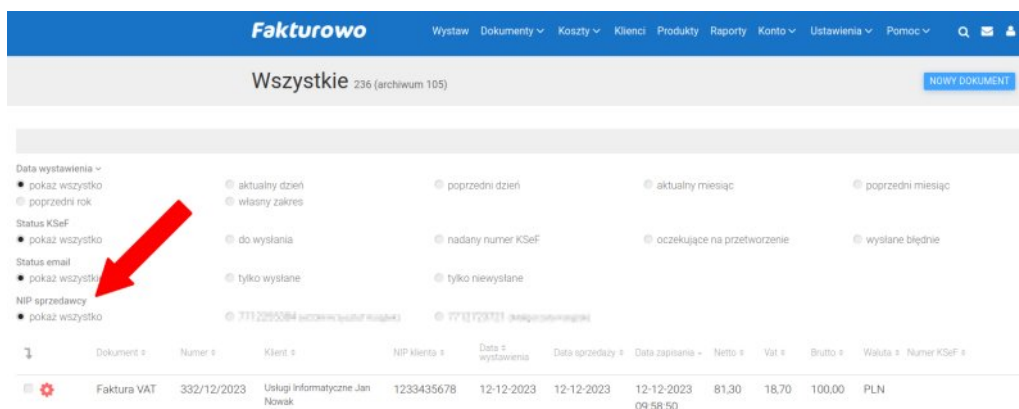 Fakturowo Wystaw Dokumenty Koszty Klienci Produkty Raporty Konto Ustawienia Pomoc
Wszystkie 236 (archiwum 105) NOWY DOKUMENT
Data wystawienia
pokaż wszystko aktualny dzień poprzedni dzień aktualny miesiąc poprzedni miesiąc
poprzedni rok własny zakres
Status KSeF
pokaż wszystko do wysłania nadany numer KSeF oczekujące na przetworzenie wysłane błędnie
Status email
pokaż tylko wysłane tylko niewysłane
NIP sprzedawcy
pokaż wszystko
Dokument Numer Klient NIP klienta Data wystawienia Data sprzedaży Data zapisania Netto Vat Brutto Waluta Numer KSeF
Faktura VAT 332/12/2023 Usługi Informatyczne Jan Nowak 1233435678 12-12-2023 12-12-2023 12-12-2023 09:58:50 81,30 18,70 100,00 PLN